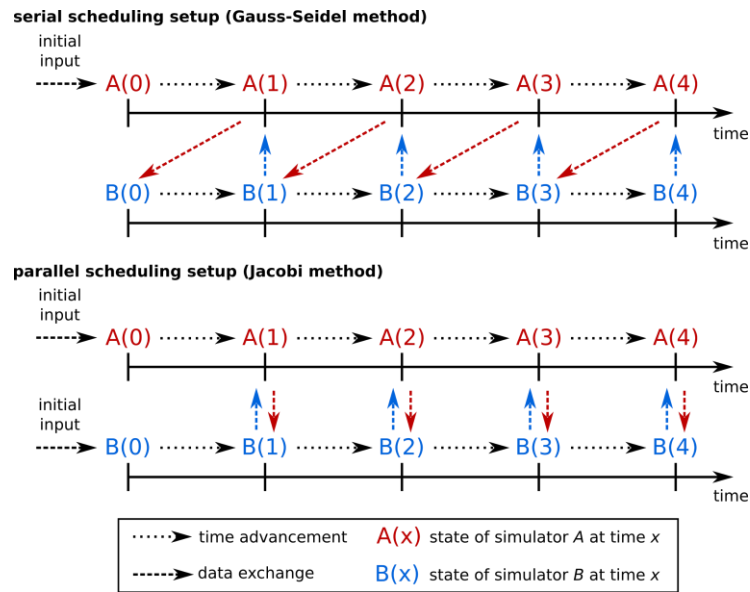 serial scheduling setup (Gauss-Seidel method)
initial
input
A(0) A(1) A(2) A(3) A(4)
time
B(0) B(1) B(2) B(3) B(4)
time
parallel scheduling setup (Jacobi method)
initial
input
A(0) A(1) A(2) A(3) A(4)
time
initial
input
B(0) B(1) B(2) B(3) B(4)
time
time advancement A(x) state of simulator A at time x
data exchange B(x) state of simulator B at time x